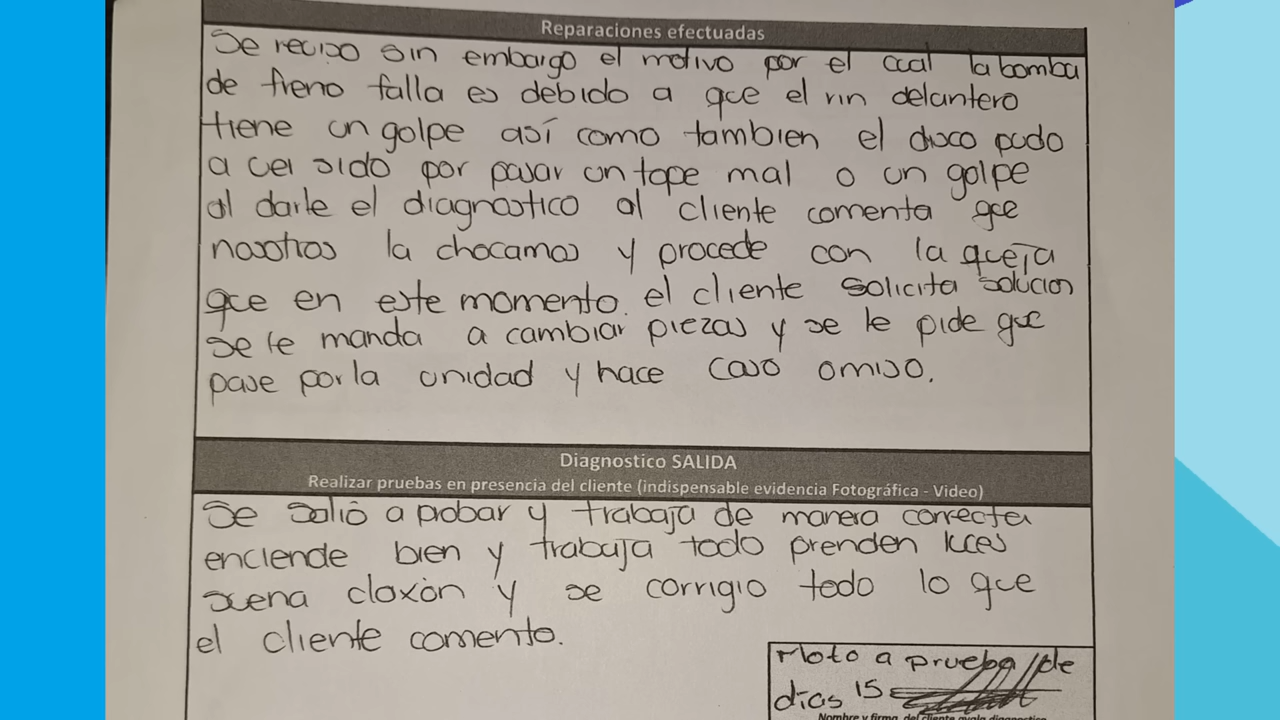 Reparaciones efectuadas
Se reciso sin embargo el motivo por el cual la bomba
de freno falla es debido a que el rin delantero
tiene un golpe así como tambien el disco pudo
a cer sido por pasar un tope mal o un golpe
al darle el diagnostico al cliente comenta que
nosotros la chocamos y procede con la queja
que en este momento. el cliente solicita solucion
se le manda a cambiar piezas y se le pide que
pase por la unidad y hace caso omiso.
Diagnostico SALIDA
Realizar pruebas en presencia del cliente (indispensable evidencia Fotográfica - Video)
Se salió a probar y trabaja de manera correcta
enciende bien y trabaja todo prenden luces
suena claxón y se corrigio todo lo que
el cliente comento.
Moto a prueba de
días 15
Nombre y firma del cliente avala diagnostico